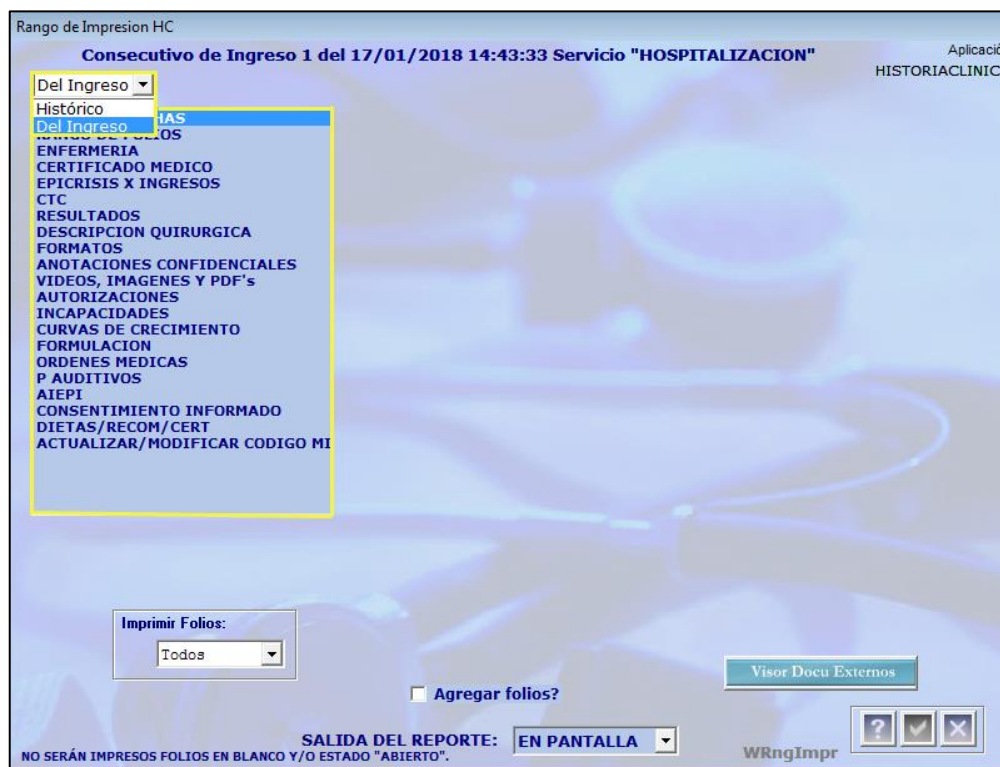 Rango de Impresion HC
Consecutivo de Ingreso 1 del 17/01/2018 14:43:33 Servicio "HOSPITALIZACION"
Aplicació
HISTORIACLINIC
Del Ingreso
Histórico
Del Ingreso
HAS
RANGO DE FOLIOS
ENFERMERIA
CERTIFICADO MEDICO
EPICRISIS X INGRESOS
CTC
RESULTADOS
DESCRIPCION QUIRURGICA
FORMATOS
ANOTACIONES CONFIDENCIALES
VIDEOS, IMAGENES Y PDF's
AUTORIZACIONES
INCAPACIDADES
CURVAS DE CRECIMIENTO
FORMULACION
ORDENES MEDICAS
P AUDITIVOS
AIEPI
CONSENTIMIENTO INFORMADO
DIETAS/RECOM/CERT
ACTUALIZAR/MODIFICAR CODIGO MI
Imprimir Folios:
Todos
Visor Docu Externos
Agregar folios?
SALIDA DEL REPORTE: EN PANTALLA
NO SERÁN IMPRESOS FOLIOS EN BLANCO Y/O ESTADO "ABIERTO".
WRngImpr
?